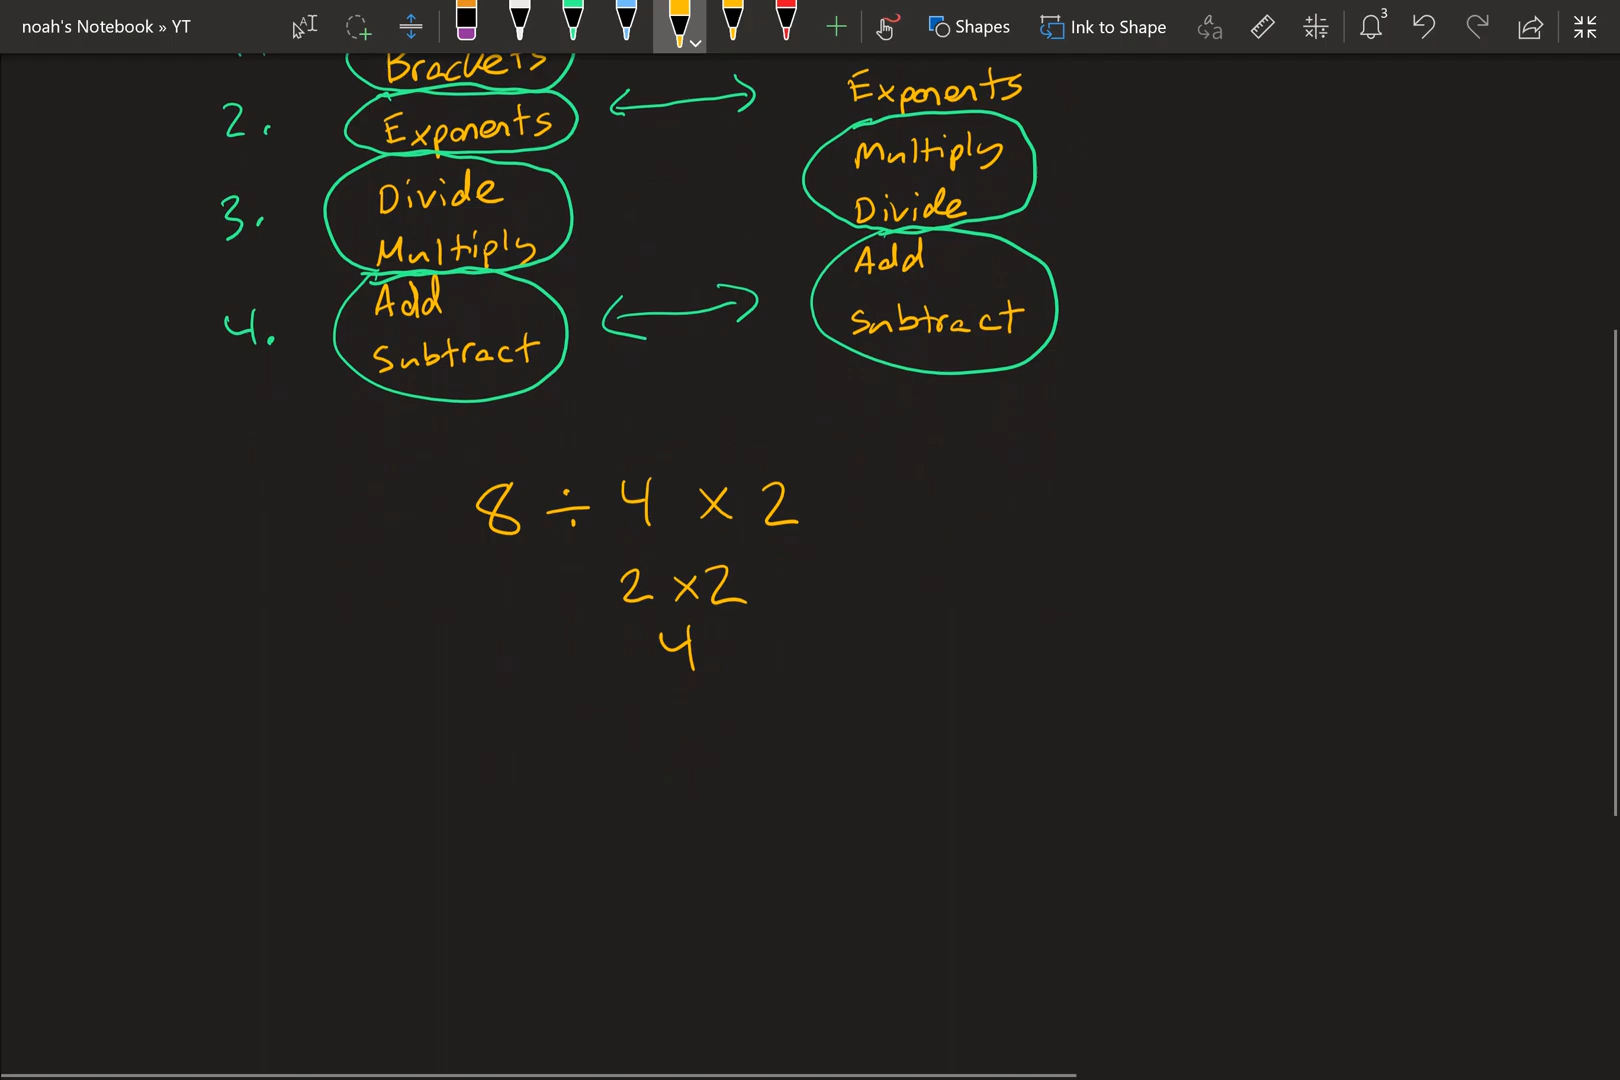 noah's Notebook » YT
Shapes
Ink to Shape
3
Brackets
2. Exponents
3. Divide
Multiply
4. Add
Subtract
Exponents
Multiply
Divide
Add
Subtract
8 ÷ 4 × 2
2 × 2
4